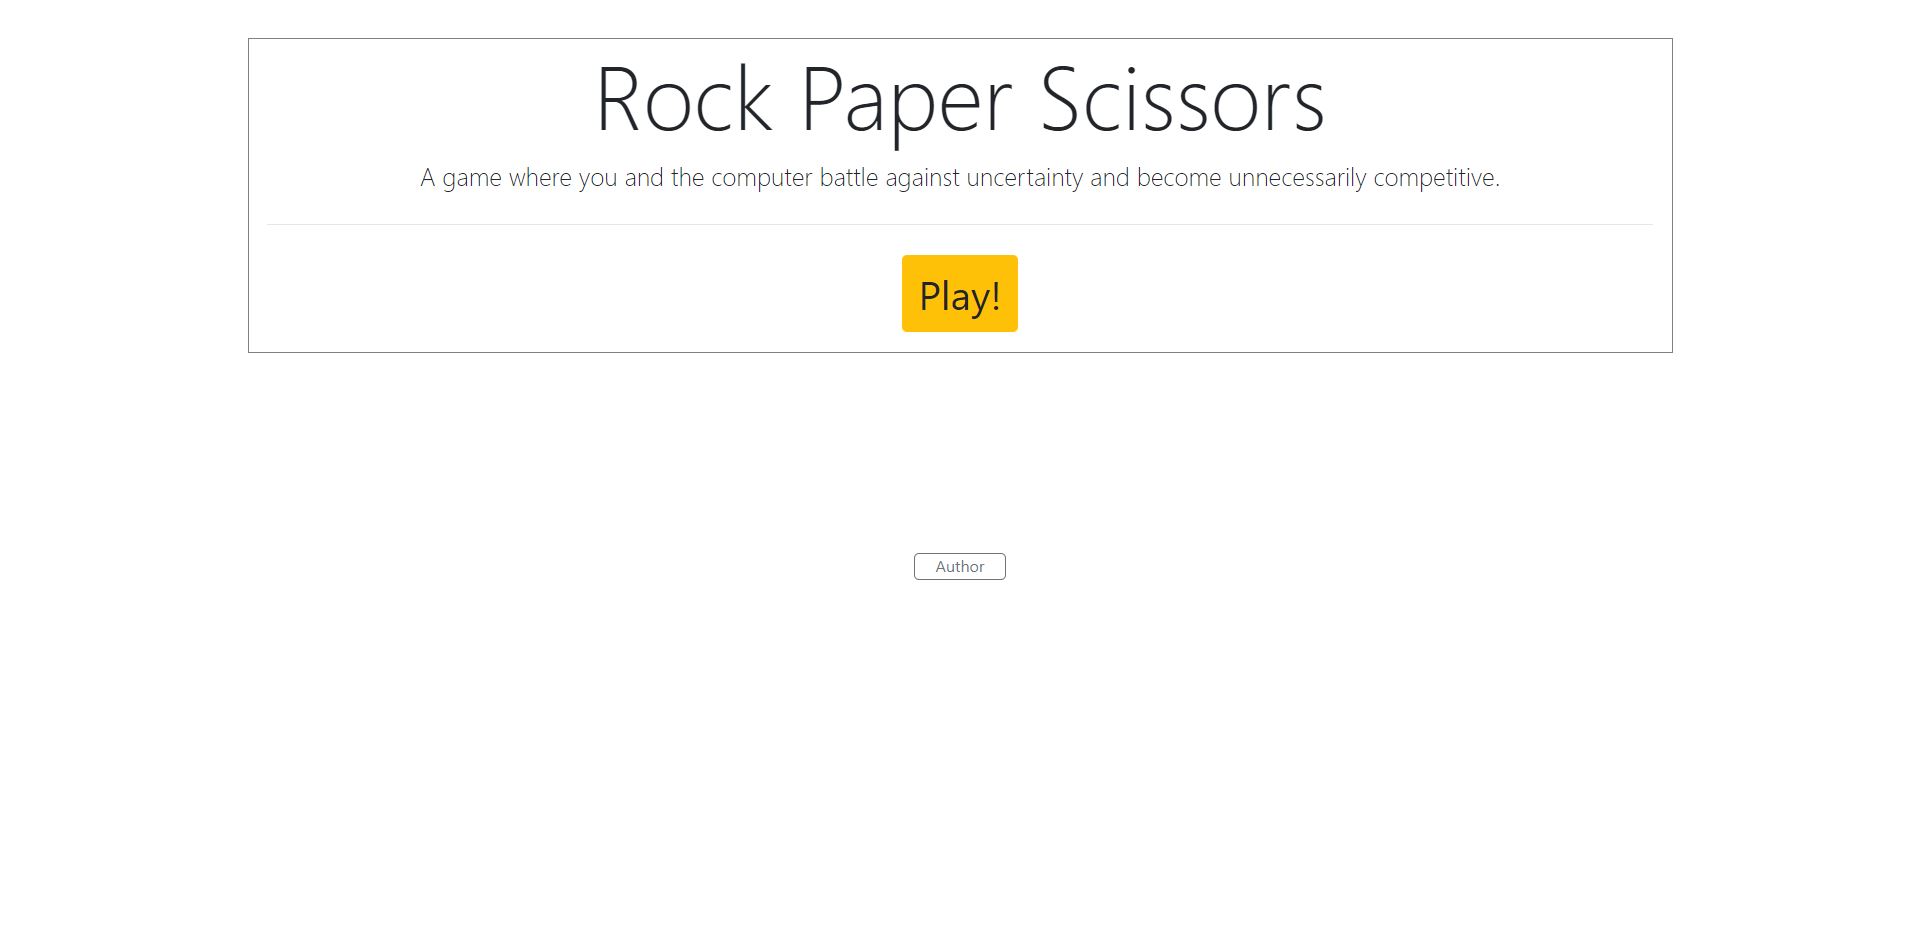 Rock Paper Scissors
A game where you and the computer battle against uncertainty and become unnecessarily competitive.
Play!
Author